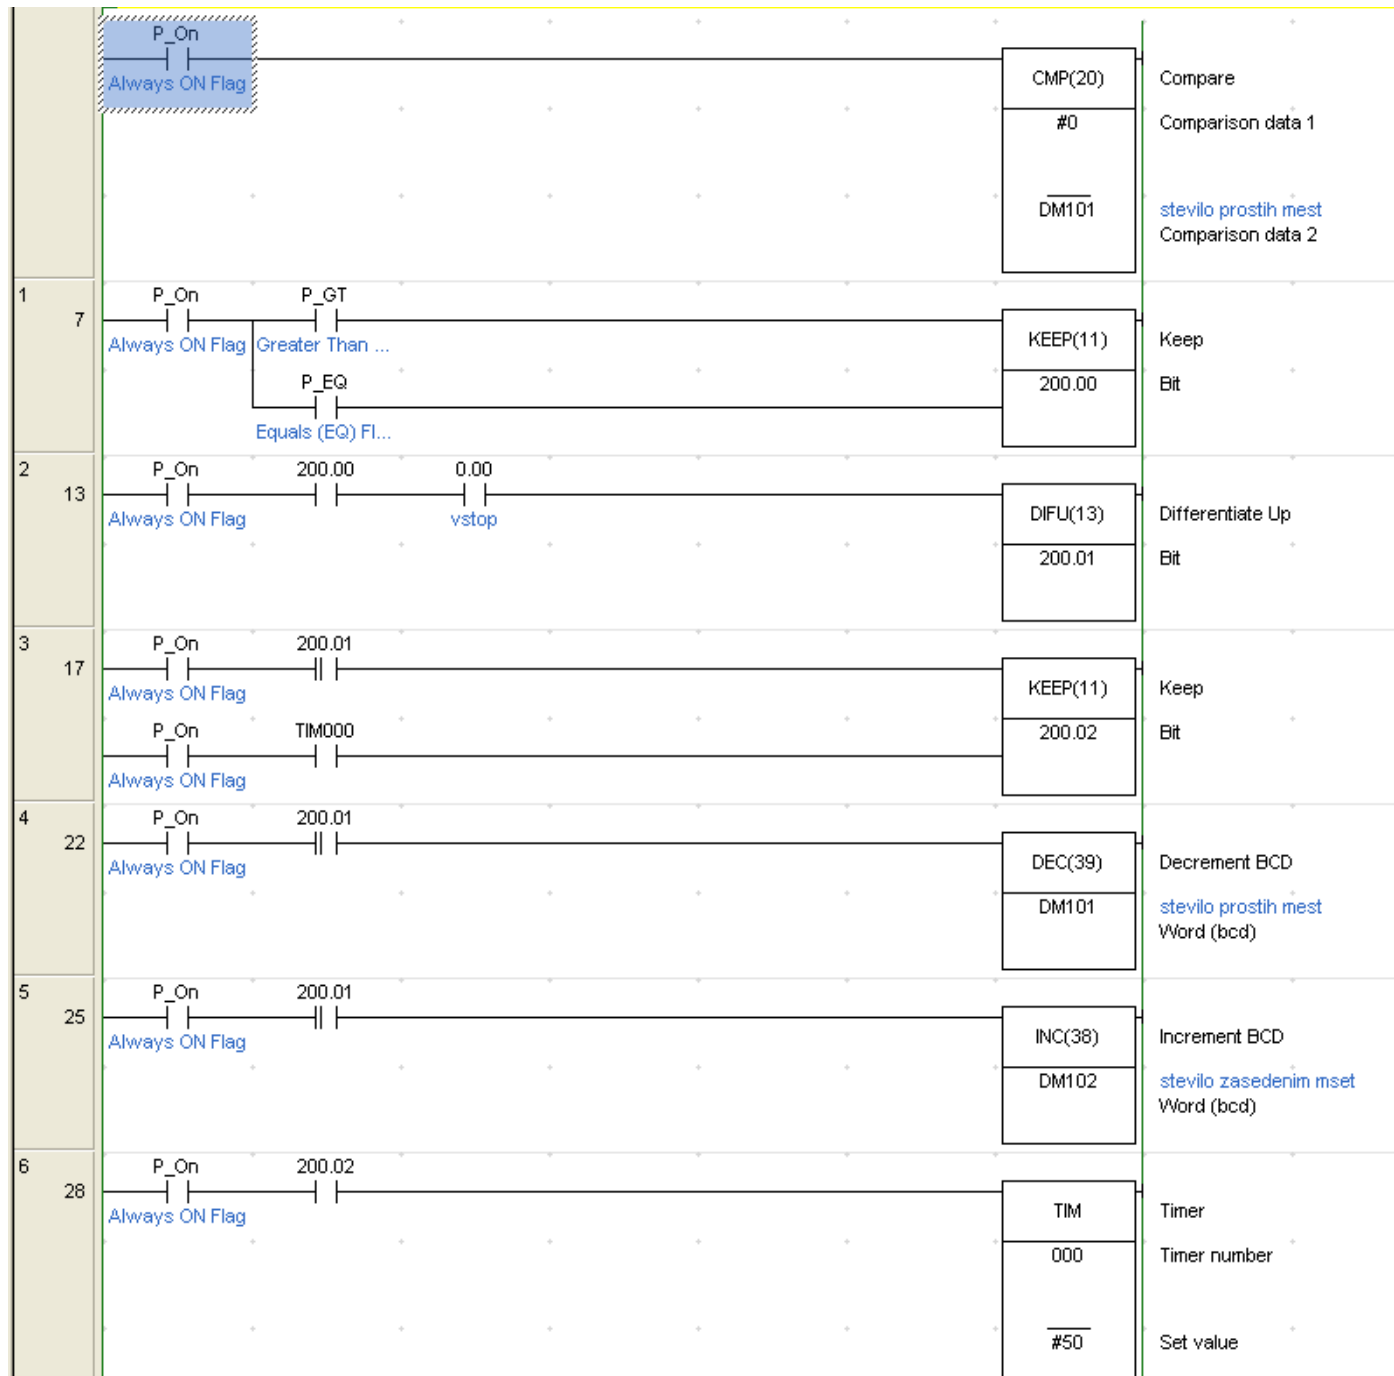 P_On
Always ON Flag
CMP(20) Compare
#0 Comparison data 1
DM101 stevilo prostih mest
Comparison data 2
1
7
P_On P_GT
Always ON Flag Greater Than ...
KEEP(11) Keep
P_EQ
200.00 Bit
Equals (EQ) Fl...
2
13
P_On 200.00 0.00
Always ON Flag vstop
DIFU(13) Differentiate Up
200.01 Bit
3
17
P_On 200.01
Always ON Flag
KEEP(11) Keep
P_On TIM000
200.02 Bit
Always ON Flag
4
22
P_On 200.01
Always ON Flag
DEC(39) Decrement BCD
DM101 stevilo prostih mest
Word (bcd)
5
25
P_On 200.01
Always ON Flag
INC(38) Increment BCD
DM102 stevilo zasedenim mset
Word (bcd)
6
28
P_On 200.02
Always ON Flag
TIM Timer
000 Timer number
#50 Set value